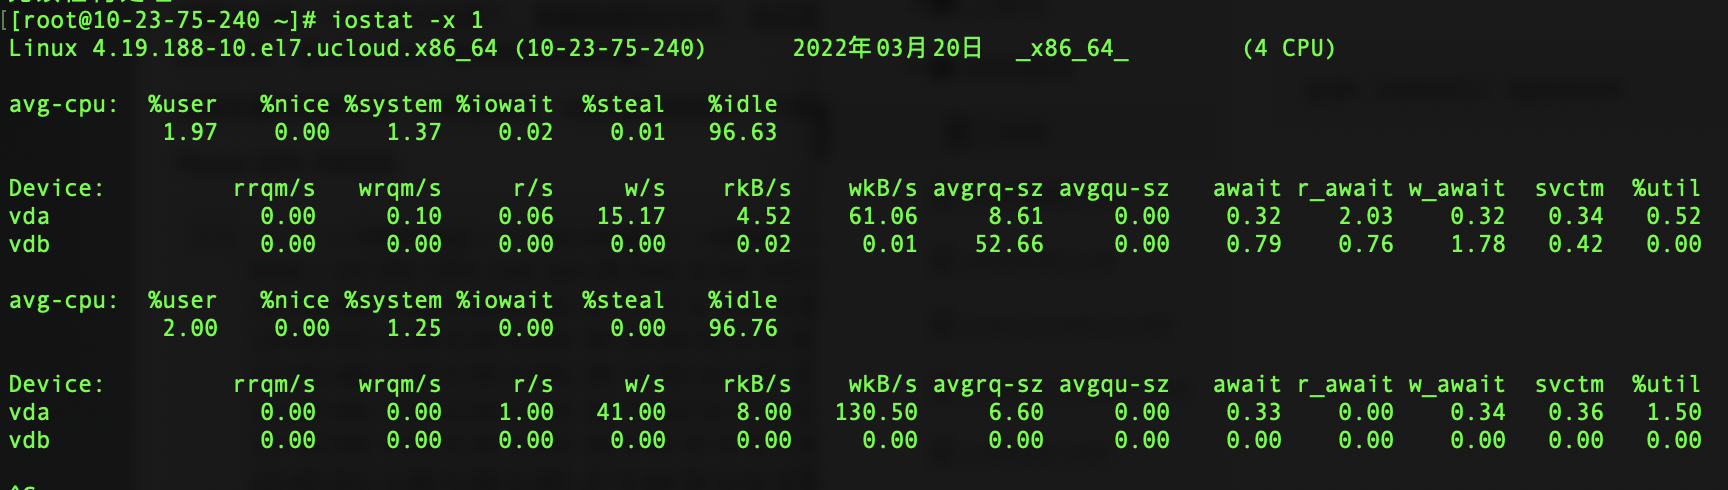 [[root@10-23-75-240 ~]# iostat -x 1
Linux 4.19.188-10.el7.ucloud.x86_64 (10-23-75-240) 2022年03月20日 _x86_64_ (4 CPU)
avg-cpu: %user %nice %system %iowait %steal %idle
1.97 0.00 1.37 0.02 0.01 96.63
Device: rrqm/s wrqm/s r/s w/s rkB/s wkB/s avgrq-sz avgqu-sz await r_await w_await svctm %util
vda 0.00 0.10 0.06 15.17 4.52 61.06 8.61 0.00 0.32 2.03 0.32 0.34 0.52
vdb 0.00 0.00 0.00 0.00 0.02 0.01 52.66 0.00 0.79 0.76 1.78 0.42 0.00
avg-cpu: %user %nice %system %iowait %steal %idle
2.00 0.00 1.25 0.00 0.00 96.76
Device: rrqm/s wrqm/s r/s w/s rkB/s wkB/s avgrq-sz avgqu-sz await r_await w_await svctm %util
vda 0.00 0.00 1.00 41.00 8.00 130.50 6.60 0.00 0.33 0.00 0.34 0.36 1.50
vdb 0.00 0.00 0.00 0.00 0.00 0.00 0.00 0.00 0.00 0.00 0.00 0.00 0.00